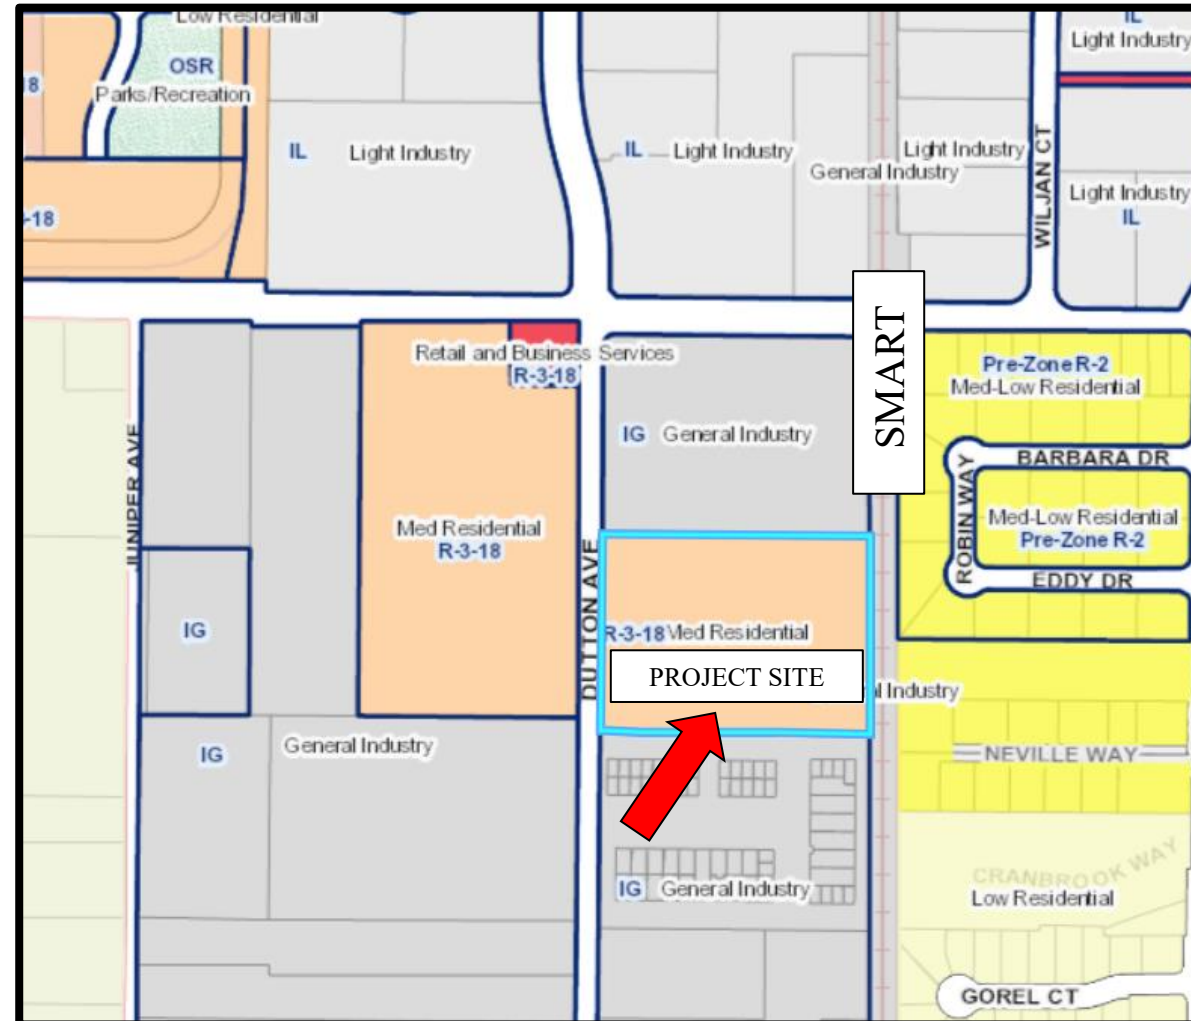 Low Residential
IL
Light Industry
OSR
Parks/Recreation
18
IL
Light Industry
IL
Light Industry
General Industry
Light Industry
WILJAN CT
Light Industry
IL
-18
SMART
Retail and Business Services
R-3-18
Pre-Zone R-2
Med-Low Residential
IG
General Industry
JUNIPER AVE
BARBARA DR
ROBIN WAY
Med Residential
R-3-18
Med-Low Residential
Pre-Zone R-2
DUTTON AVE
EDDY DR
IG
R-3-18
Med Residential
PROJECT SITE
Industry
IG
General Industry
NEVILLE WAY
CRANBROOK WAY
IG
General Industry
Low Residential
GOREL CT